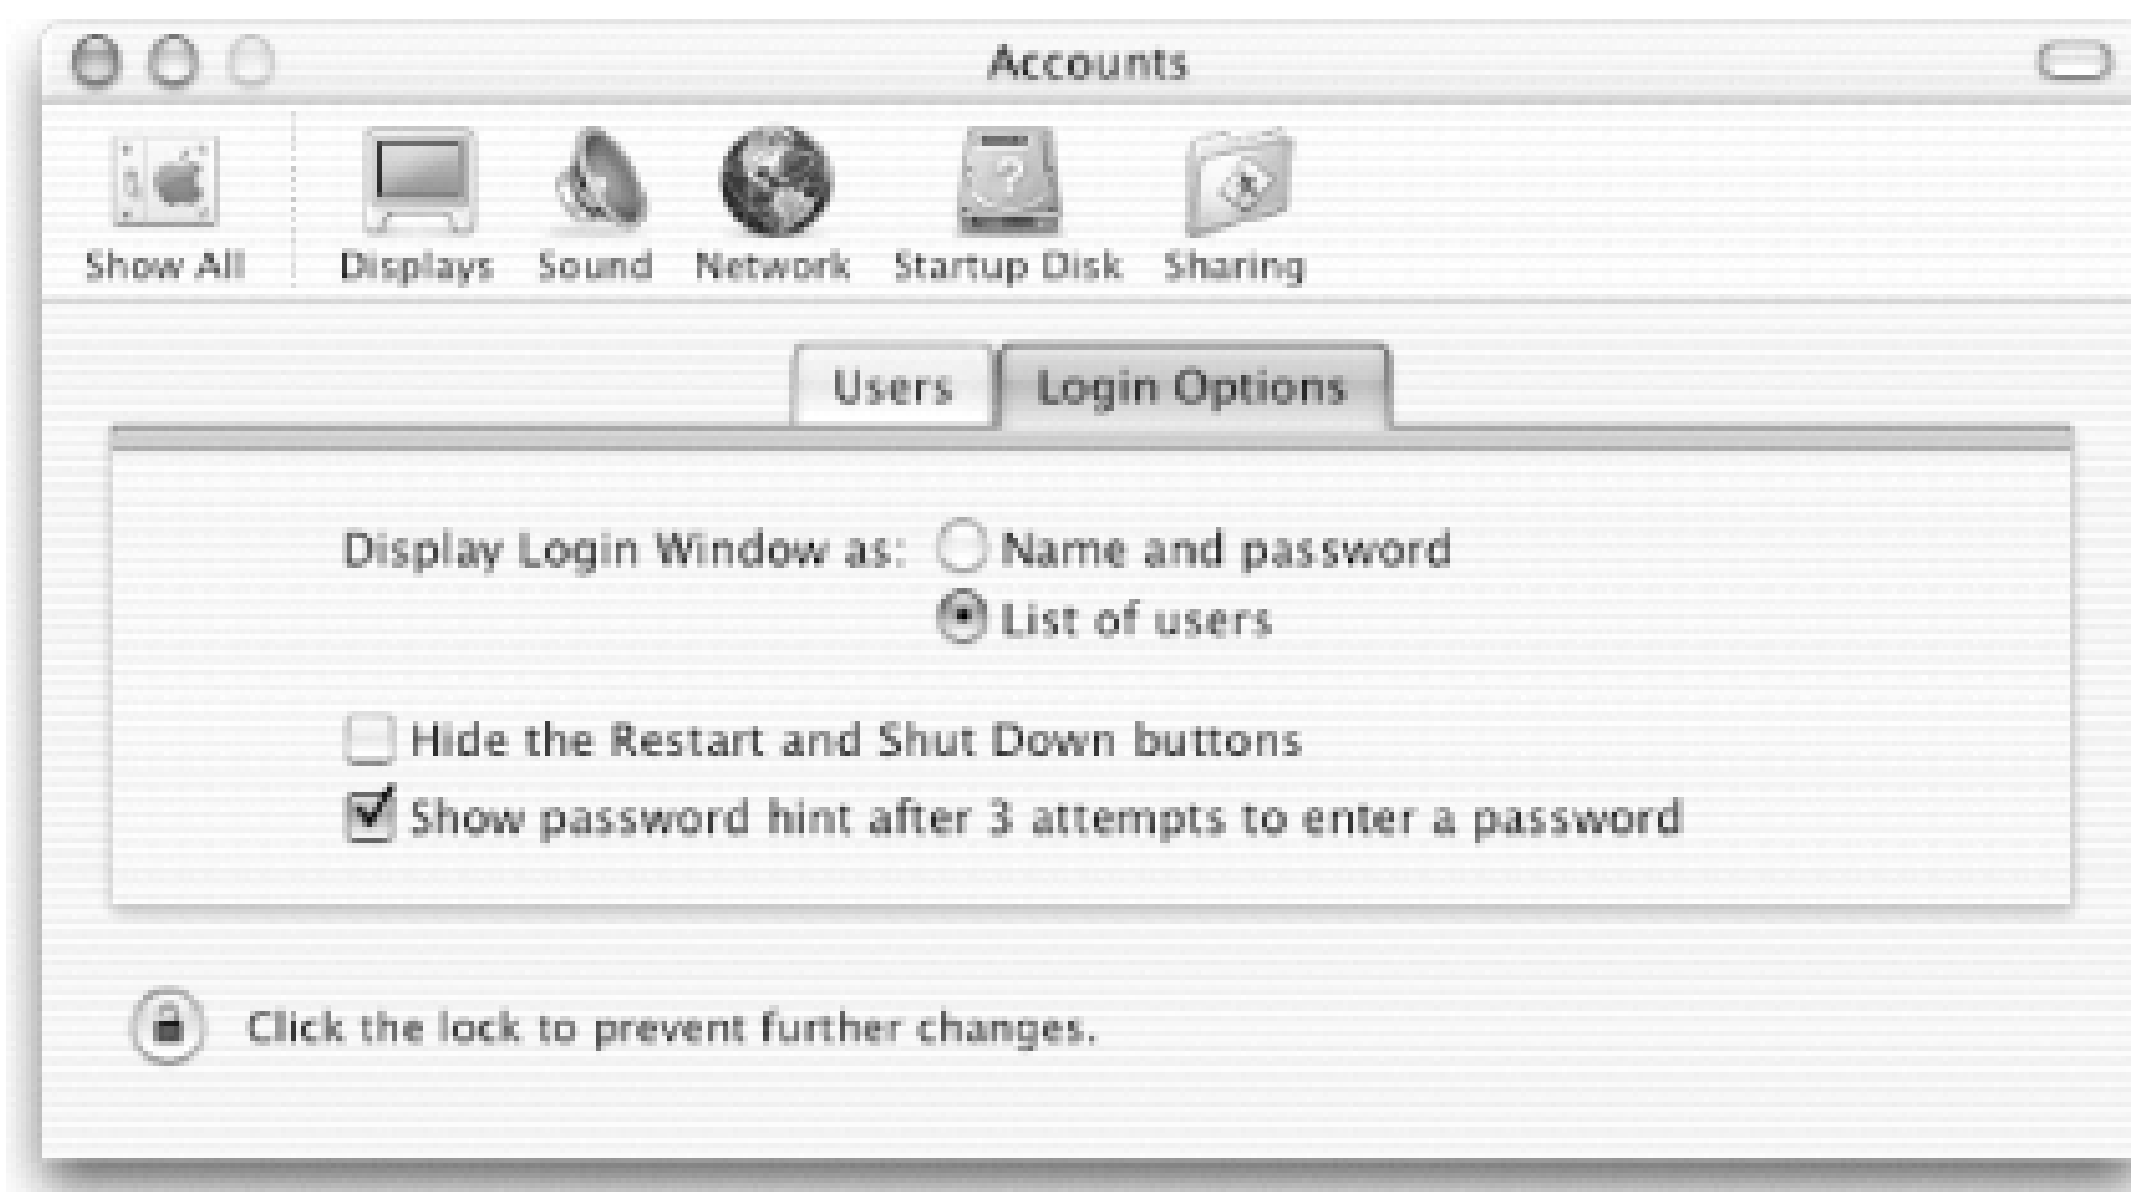 Accounts
Show All Displays Sound Network Startup Disk Sharing
Users Login Options
Display Login Window as: Name and password
List of users
Hide the Restart and Shut Down buttons
Show password hint after 3 attempts to enter a password
Click the lock to prevent further changes.